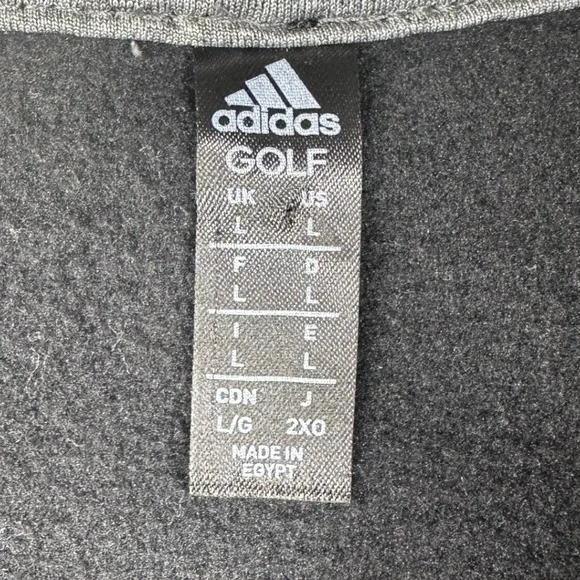 adidas
GOLF
UK US
L L
F D
L L
I E
L L
CDN J
L/G 2XO
MADE IN
EGYPT